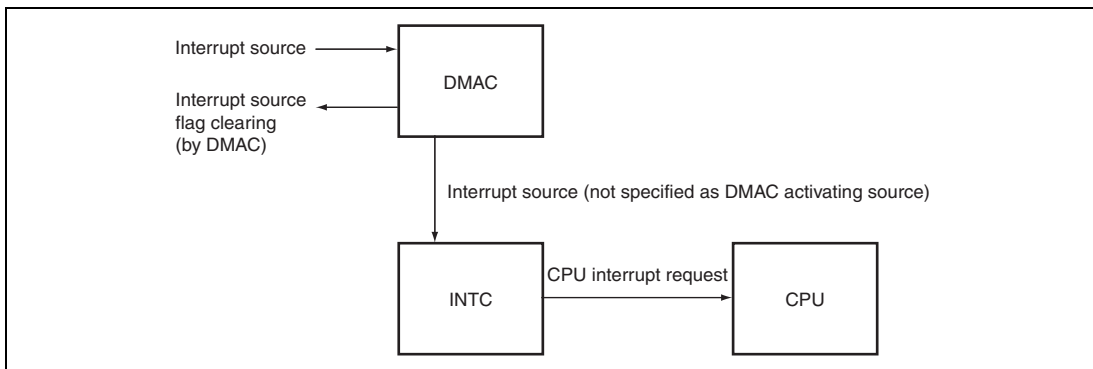 Interrupt source
DMAC
Interrupt source
flag clearing
(by DMAC)
Interrupt source (not specified as DMAC activating source)
INTC
CPU interrupt request
CPU